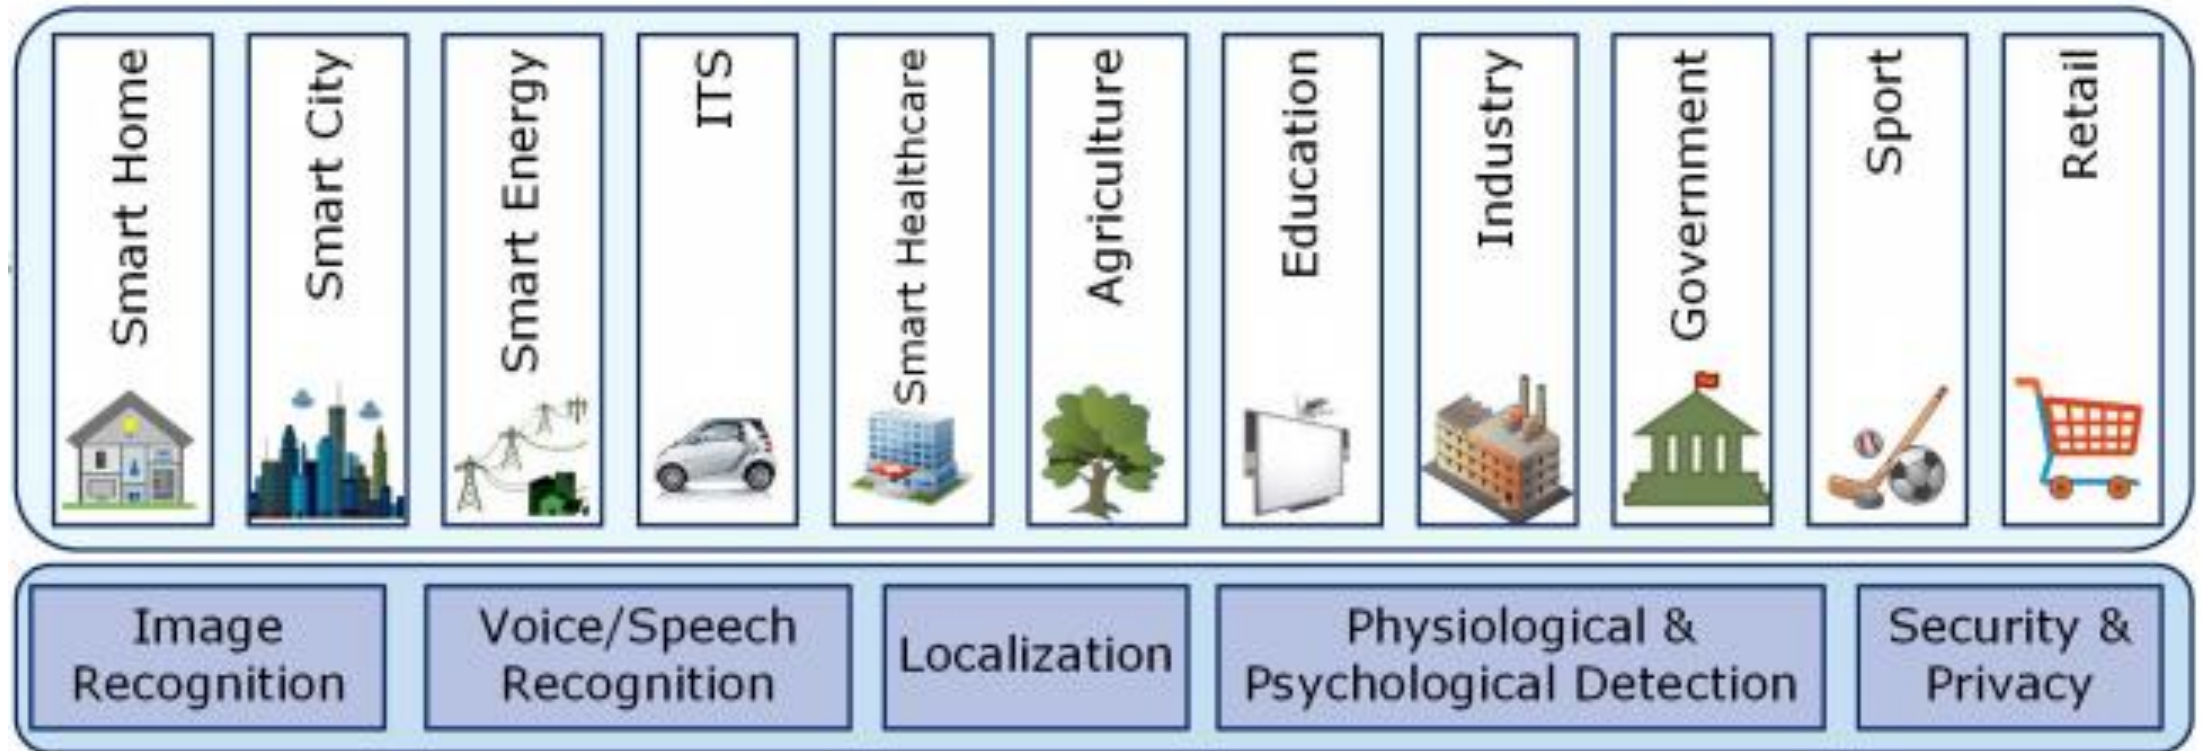 Smart Home
Smart City
Smart Energy
ITS
Smart Healthcare
Agriculture
Education
Industry
Government
Sport
Retail
Image
Recognition
Voice/Speech
Recognition
Localization
Physiological &
Psychological Detection
Security &
Privacy